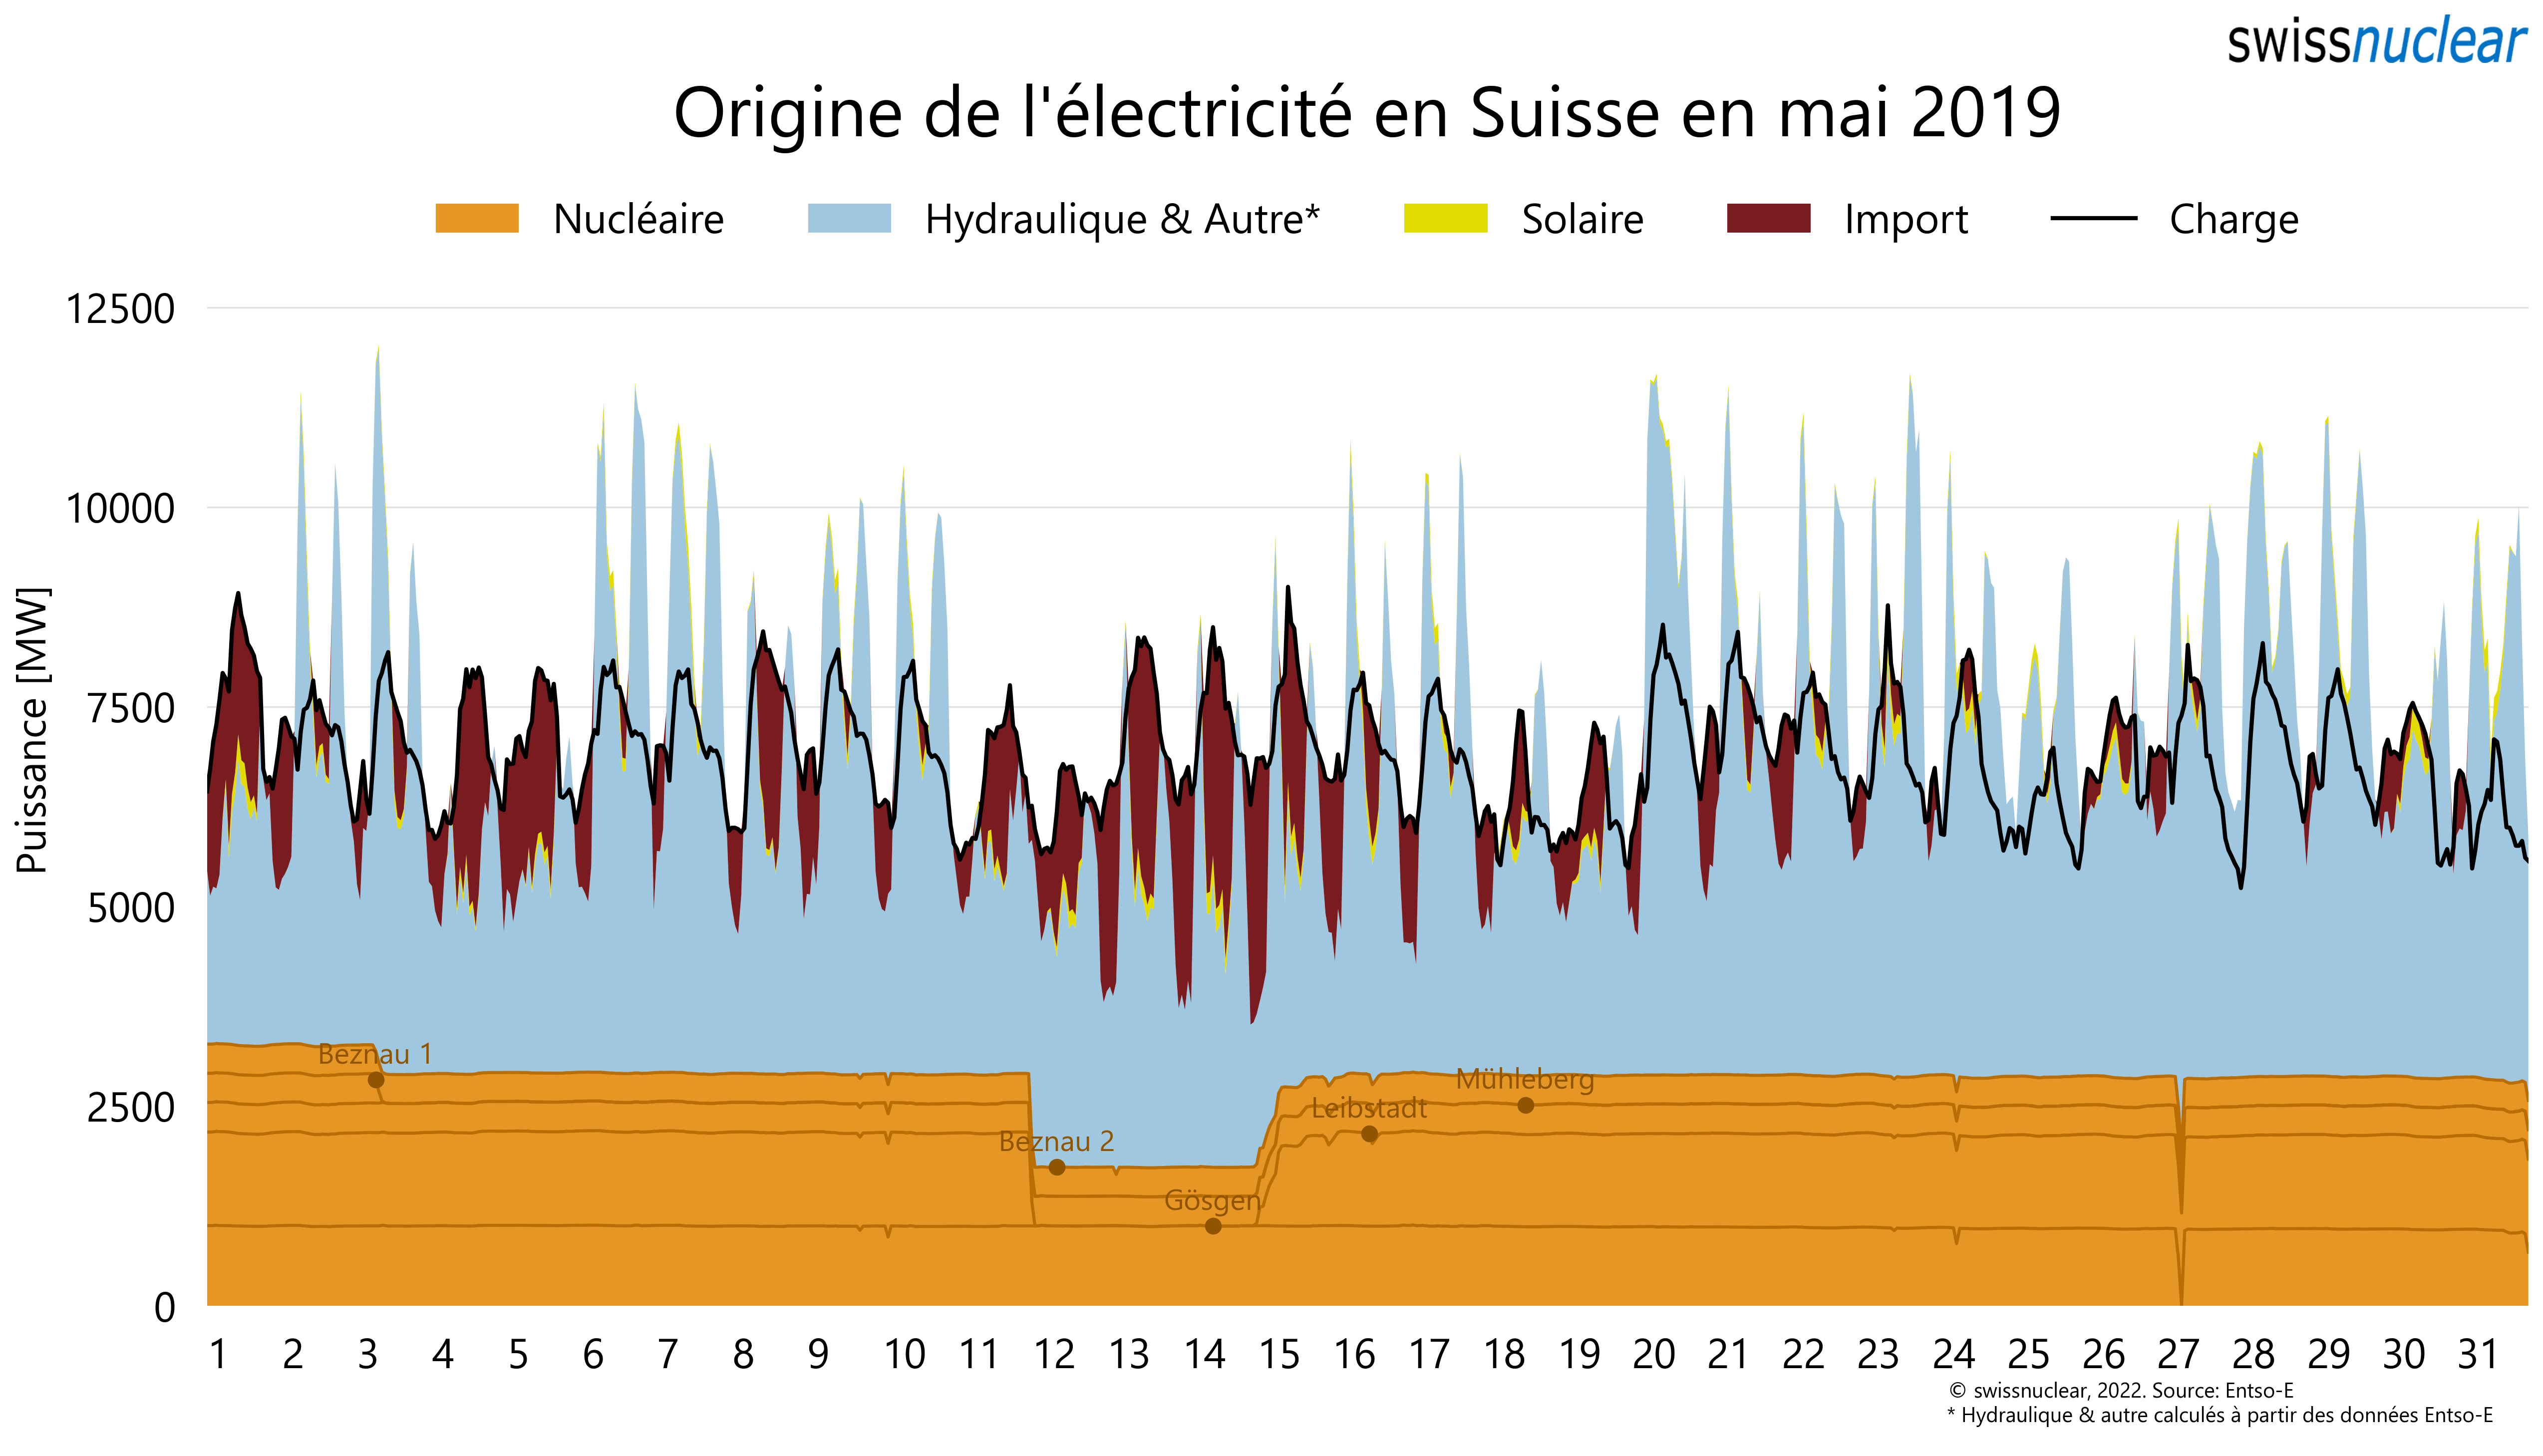 swissnuclear
Origine de l'électricité en Suisse en mai 2019
Nucléaire Hydraulique & Autre* Solaire Import Charge
Puissance [MW]
12500
10000
7500
5000
2500
0
Beznau 1
Mühleberg
Leibstadt
Beznau 2
Gösgen
1 2 3 4 5 6 7 8 9 10 11 12 13 14 15 16 17 18 19 20 21 22 23 24 25 26 27 28 29 30 31
© swissnuclear, 2022. Source: Entso-E
* Hydraulique & autre calculés à partir des données Entso-E